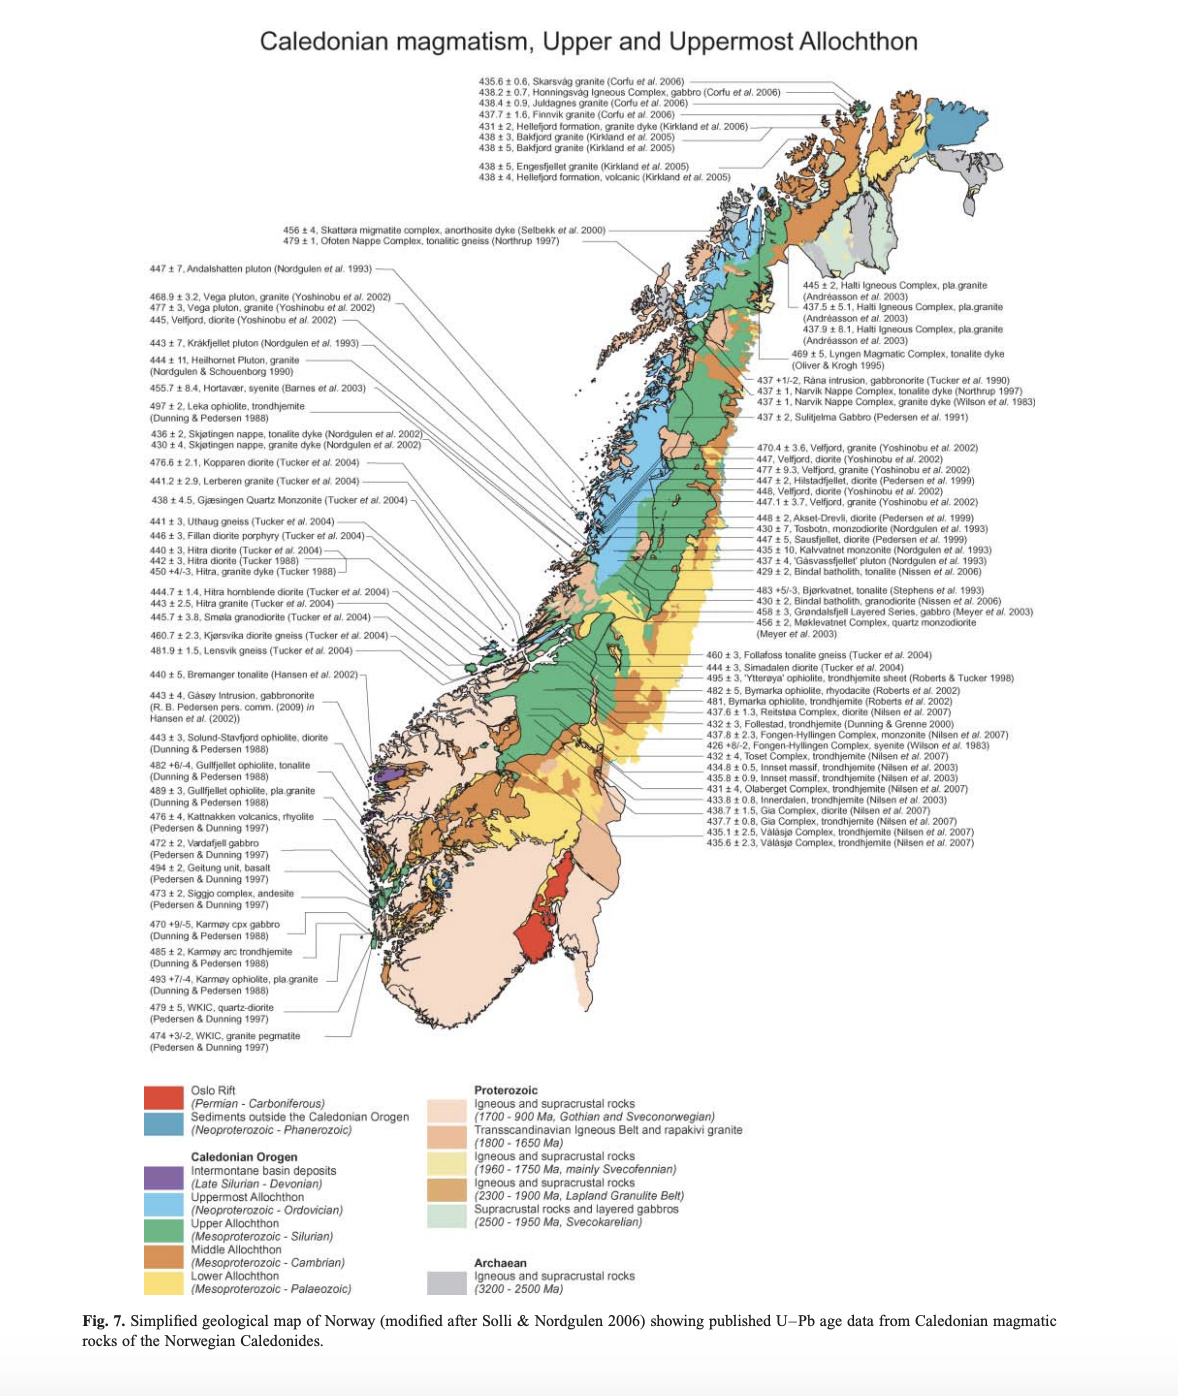 Caledonian magmatism, Upper and Uppermost Allochthon
435.6 ± 0.6, Skarsvåg granite (Corfu et al. 2006)
438.2 ± 0.7, Honningsvåg Igneous Complex, gabbro (Corfu et al. 2006)
438.4 ± 0.9, Juldagnes granite (Corfu et al. 2006)
437.7 ± 1.6, Finnvik granite (Corfu et al. 2006)
431 ± 2, Hellefjord formation, granite dyke (Kirkland et al. 2006)
438 ± 3, Bakfjord granite (Kirkland et al. 2005)
438 ± 5, Bakfjord granite (Kirkland et al. 2005)
438 ± 5, Engesfjellet granite (Kirkland et al. 2005)
438 ± 4, Hellefjord formation, volcanic (Kirkland et al. 2005)
456 ± 4, Skattøra migmatite complex, anorthosite dyke (Selbekk et al. 2000)
479 ± 1, Ofoten Nappe Complex, tonalitic gneiss (Northrup 1997)
447 ± 7, Andalshatten pluton (Nordgulen et al. 1993)
468.9 ± 3.2, Vega pluton, granite (Yoshinobu et al. 2002)
477 ± 3, Vega pluton, granite (Yoshinobu et al. 2002)
445, Velfjord, diorite (Yoshinobu et al. 2002)
443 ± 7, Kråkfjellet pluton (Nordgulen et al. 1993)
444 ± 11, Heilhornet Pluton, granite
(Nordgulen & Schouenborg 1990)
455.7 ± 8.4, Hortavær, syenite (Barnes et al. 2003)
497 ± 2, Leka ophiolite, trondhjemite
(Dunning & Pedersen 1988)
436 ± 2, Skjøtingen nappe, tonalite dyke (Nordgulen et al. 2002)
430 ± 4, Skjøtingen nappe, granite dyke (Nordgulen et al. 2002)
476.6 ± 2.1, Kopparen diorite (Tucker et al. 2004)
441.2 ± 2.9, Lerberen granite (Tucker et al. 2004)
438 ± 4.5, Gjæsingen Quartz Monzonite (Tucker et al. 2004)
441 ± 3, Uthaug gneiss (Tucker et al. 2004)
446 ± 3, Fillan diorite porphyry (Tucker et al. 2004)
440 ± 3, Hitra diorite (Tucker et al. 2004)
442 ± 3, Hitra diorite (Tucker 1988)
450 +4/-3, Hitra, granite dyke (Tucker 1988)
444.7 ± 1.4, Hitra hornblende diorite (Tucker et al. 2004)
443 ± 2.5, Hitra granite (Tucker et al. 2004)
445.7 ± 3.8, Smøla granodiorite (Tucker et al. 2004)
460.7 ± 2.3, Kjørsvika diorite gneiss (Tucker et al. 2004)
481.9 ± 1.5, Lensvik gneiss (Tucker et al. 2004)
440 ± 5, Bremanger tonalite (Hansen et al. 2002)
443 ± 4, Gåsøy Intrusion, gabbronorite
(R. B. Pedersen pers. comm. (2009) in
Hansen et al. (2002))
443 ± 3, Solund-Stavfjord ophiolite, diorite
(Dunning & Pedersen 1988)
482 +6/-4, Gullfjellet ophiolite, tonalite
(Dunning & Pedersen 1988)
489 ± 3, Gullfjellet ophiolite, pla.granite
(Dunning & Pedersen 1988)
476 ± 4, Kattnakken volcanics, rhyolite
(Pedersen & Dunning 1997)
472 ± 2, Vardafjell gabbro
(Pedersen & Dunning 1997)
494 ± 2, Geitung unit, basalt
(Pedersen & Dunning 1997)
473 ± 2, Siggjo complex, andesite
(Pedersen & Dunning 1997)
470 +9/-5, Karmøy cpx gabbro
(Dunning & Pedersen 1988)
485 ± 2, Karmøy arc trondhjemite
(Dunning & Pedersen 1988)
493 +7/-4, Karmøy ophiolite, pla.granite
(Dunning & Pedersen 1988)
479 ± 5, WKIC, quartz-diorite
(Pedersen & Dunning 1997)
474 +3/-2, WKIC, granite pegmatite
(Pedersen & Dunning 1997)
445 ± 2, Halti Igneous Complex, pla.granite
(Andréasson et al. 2003)
437.5 ± 5.1, Halti Igneous Complex, pla.granite
(Andréasson et al. 2003)
437.9 ± 8.1, Halti Igneous Complex, pla.granite
(Andréasson et al. 2003)
469 ± 5, Lyngen Magmatic Complex, tonalite dyke
(Oliver & Krogh 1995)
437 +1/-2, Råna intrusion, gabbronorite (Tucker et al. 1990)
437 ± 1, Narvik Nappe Complex, tonalite dyke (Northrup 1997)
437 ± 1, Narvik Nappe Complex, granite dyke (Wilson et al. 1983)
437 ± 2, Sulitjelma Gabbro (Pedersen et al. 1991)
470.4 ± 3.6, Velfjord, granite (Yoshinobu et al. 2002)
447, Velfjord, diorite (Yoshinobu et al. 2002)
477 ± 9.3, Velfjord, granite (Yoshinobu et al. 2002)
447 ± 2, Hilstadfjellet, diorite (Pedersen et al. 1999)
448, Velfjord, diorite (Yoshinobu et al. 2002)
447.1 ± 3.7, Velfjord, granite (Yoshinobu et al. 2002)
448 ± 2, Akset-Drevli, diorite (Pedersen et al. 1999)
430 ± 7, Tosbotn, monzodiorite (Nordgulen et al. 1993)
447 ± 5, Sausfjellet, diorite (Pedersen et al. 1999)
435 ± 10, Kalvvatnet monzonite (Nordgulen et al. 1993)
437 ± 4, 'Gåsvassfjellet' pluton (Nordgulen et al. 1993)
429 ± 2, Bindal batholith, tonalite (Nissen et al. 2006)
483 +5/-3, Bjørkvatnet, tonalite (Stephens et al. 1993)
430 ± 2, Bindal batholith, granodiorite (Nissen et al. 2006)
458 ± 3, Grøndalsfjell Layered Series, gabbro (Meyer et al. 2003)
456 ± 2, Møklevatnet Complex, quartz monzodiorite
(Meyer et al. 2003)
460 ± 3, Follafoss tonalite gneiss (Tucker et al. 2004)
444 ± 3, Simadalen diorite (Tucker et al. 2004)
495 ± 3, 'Ytterøya' ophiolite, trondhjemite sheet (Roberts & Tucker 1998)
482 ± 5, Bymarka ophiolite, rhyodacite (Roberts et al. 2002)
481, Bymarka ophiolite, trondhjemite (Roberts et al. 2002)
437.6 ± 1.3, Reitstøa Complex, diorite (Nilsen et al. 2007)
432 ± 3, Follestad, trondhjemite (Dunning & Grenne 2000)
437.8 ± 2.3, Fongen-Hyllingen Complex, monzonite (Nilsen et al. 2007)
426 +8/-2, Fongen-Hyllingen Complex, syenite (Wilson et al. 1983)
432 ± 4, Toset Complex, trondhjemite (Nilsen et al. 2007)
434.8 ± 0.5, Innset massif, trondhjemite (Nilsen et al. 2003)
435.8 ± 0.9, Innset massif, trondhjemite (Nilsen et al. 2003)
431 ± 4, Olaberget Complex, trondhjemite (Nilsen et al. 2007)
433.8 ± 0.8, Innerdalen, trondhjemite (Nilsen et al. 2003)
438.7 ± 1.5, Gia Complex, diorite (Nilsen et al. 2007)
437.7 ± 0.8, Gia Complex, trondhjemite (Nilsen et al. 2007)
435.1 ± 2.5, Vålåsjø Complex, trondhjemite (Nilsen et al. 2007)
435.6 ± 2.3, Vålåsjø Complex, trondhjemite (Nilsen et al. 2007)
Oslo Rift
(Permian - Carboniferous)
Sediments outside the Caledonian Orogen
(Neoproterozoic - Phanerozoic)
Caledonian Orogen
Intermontane basin deposits
(Late Silurian - Devonian)
Uppermost Allochthon
(Neoproterozoic - Ordovician)
Upper Allochthon
(Mesoproterozoic - Silurian)
Middle Allochthon
(Mesoproterozoic - Cambrian)
Lower Allochthon
(Mesoproterozoic - Palaeozoic)
Proterozoic
Igneous and supracrustal rocks
(1700 - 900 Ma, Gothian and Sveconorwegian)
Transscandinavian Igneous Belt and rapakivi granite
(1800 - 1650 Ma)
Igneous and supracrustal rocks
(1960 - 1750 Ma, mainly Svecofennian)
Igneous and supracrustal rocks
(2300 - 1900 Ma, Lapland Granulite Belt)
Supracrustal rocks and layered gabbros
(2500 - 1950 Ma, Svecokarelian)
Archaean
Igneous and supracrustal rocks
(3200 - 2500 Ma)
Fig. 7. Simplified geological map of Norway (modified after Solli & Nordgulen 2006) showing published U–Pb age data from Caledonian magmatic
rocks of the Norwegian Caledonides.